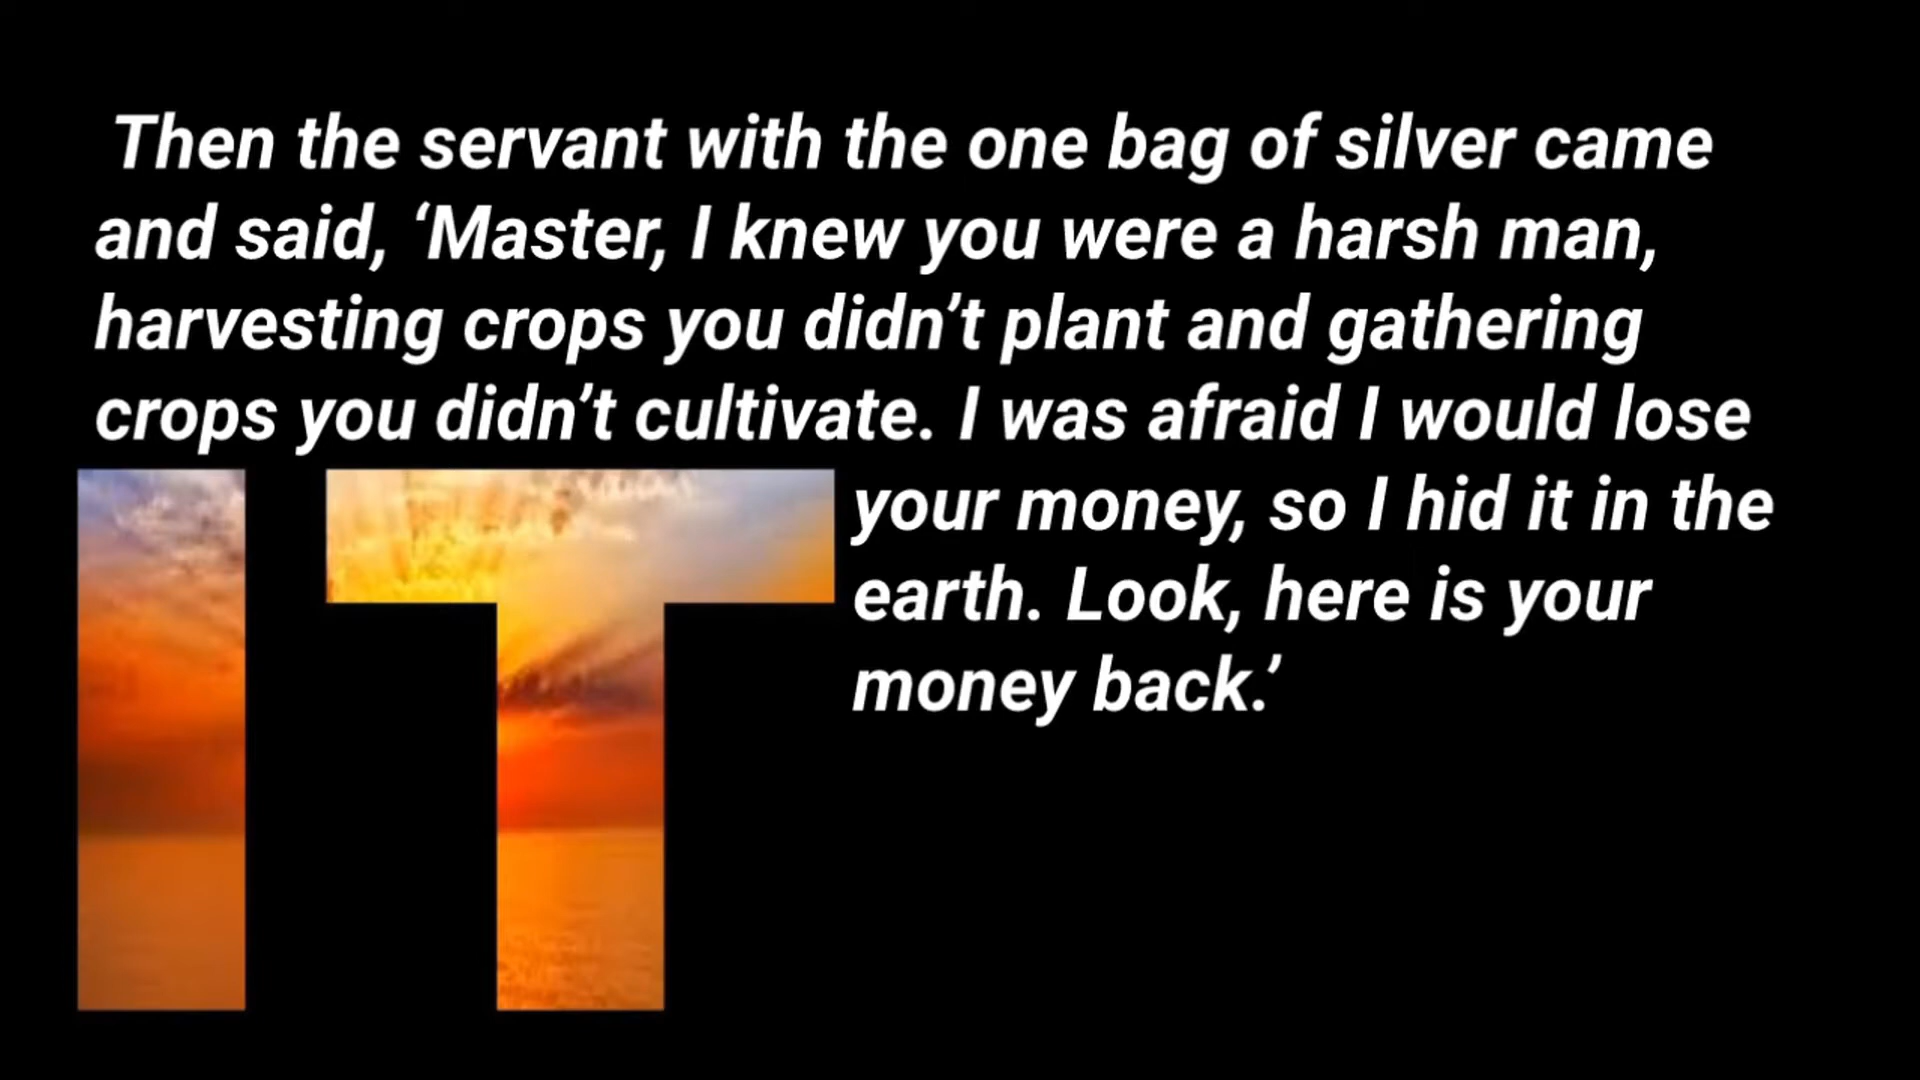 Then the servant with the one bag of silver came
and said, ‘Master, I knew you were a harsh man,
harvesting crops you didn’t plant and gathering
crops you didn’t cultivate. I was afraid I would lose
your money, so I hid it in the
earth. Look, here is your
money back.’
IT